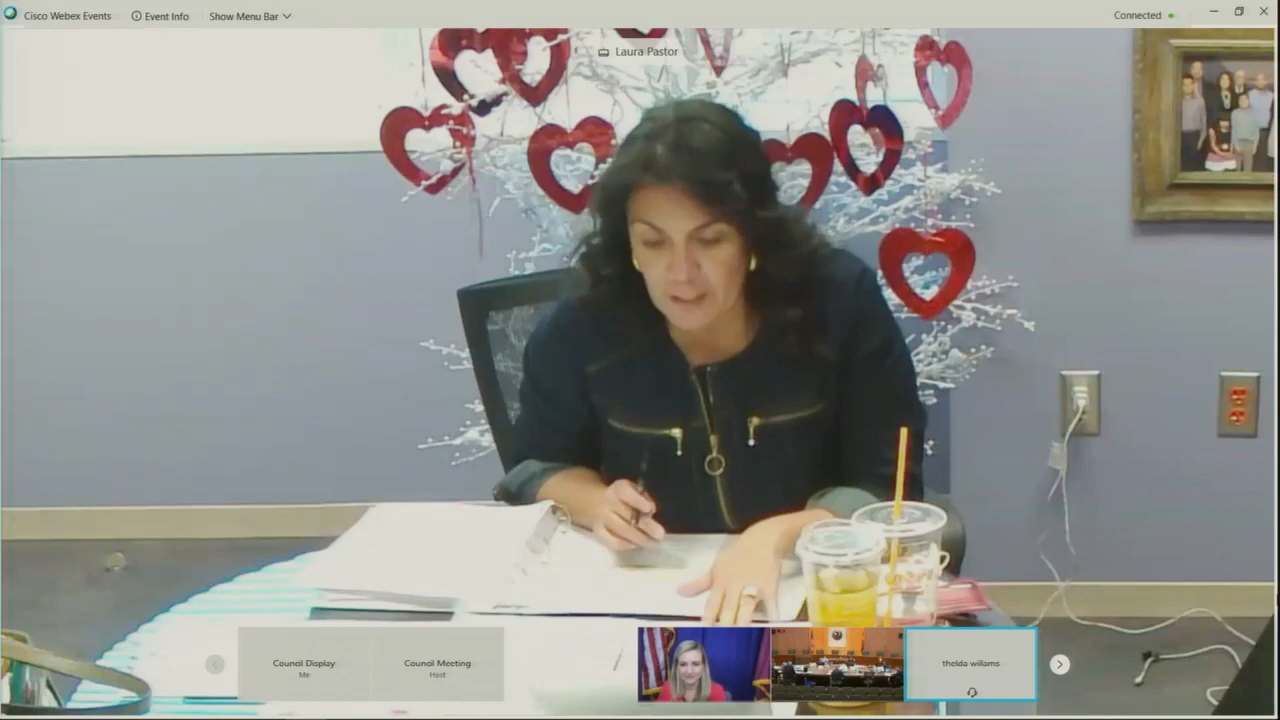 Cisco Webex Events
Event Info
Show Menu Bar
Connected
Laura Pastor
Council Display
Me
Council Meeting
Host
thelda willams